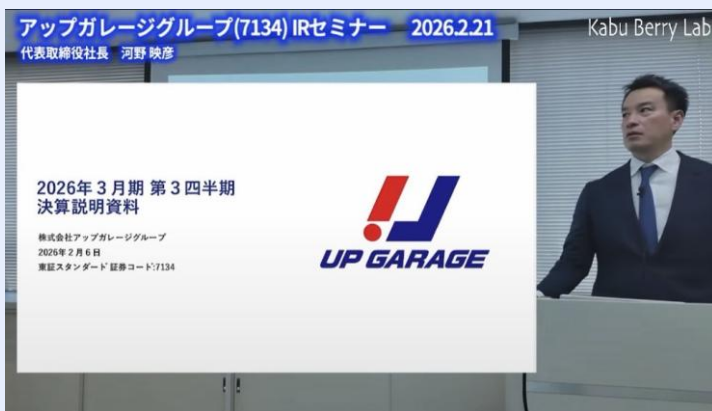 アップガレージグループ(7134) IRセミナー　2026.2.21
代表取締役社長　河野 映彦
Kabu Berry Lab
2026年３月期 第３四半期
決算説明資料
株式会社アップガレージグループ
2026年２月６日
東証スタンダード 証券コード:7134
UP GARAGE